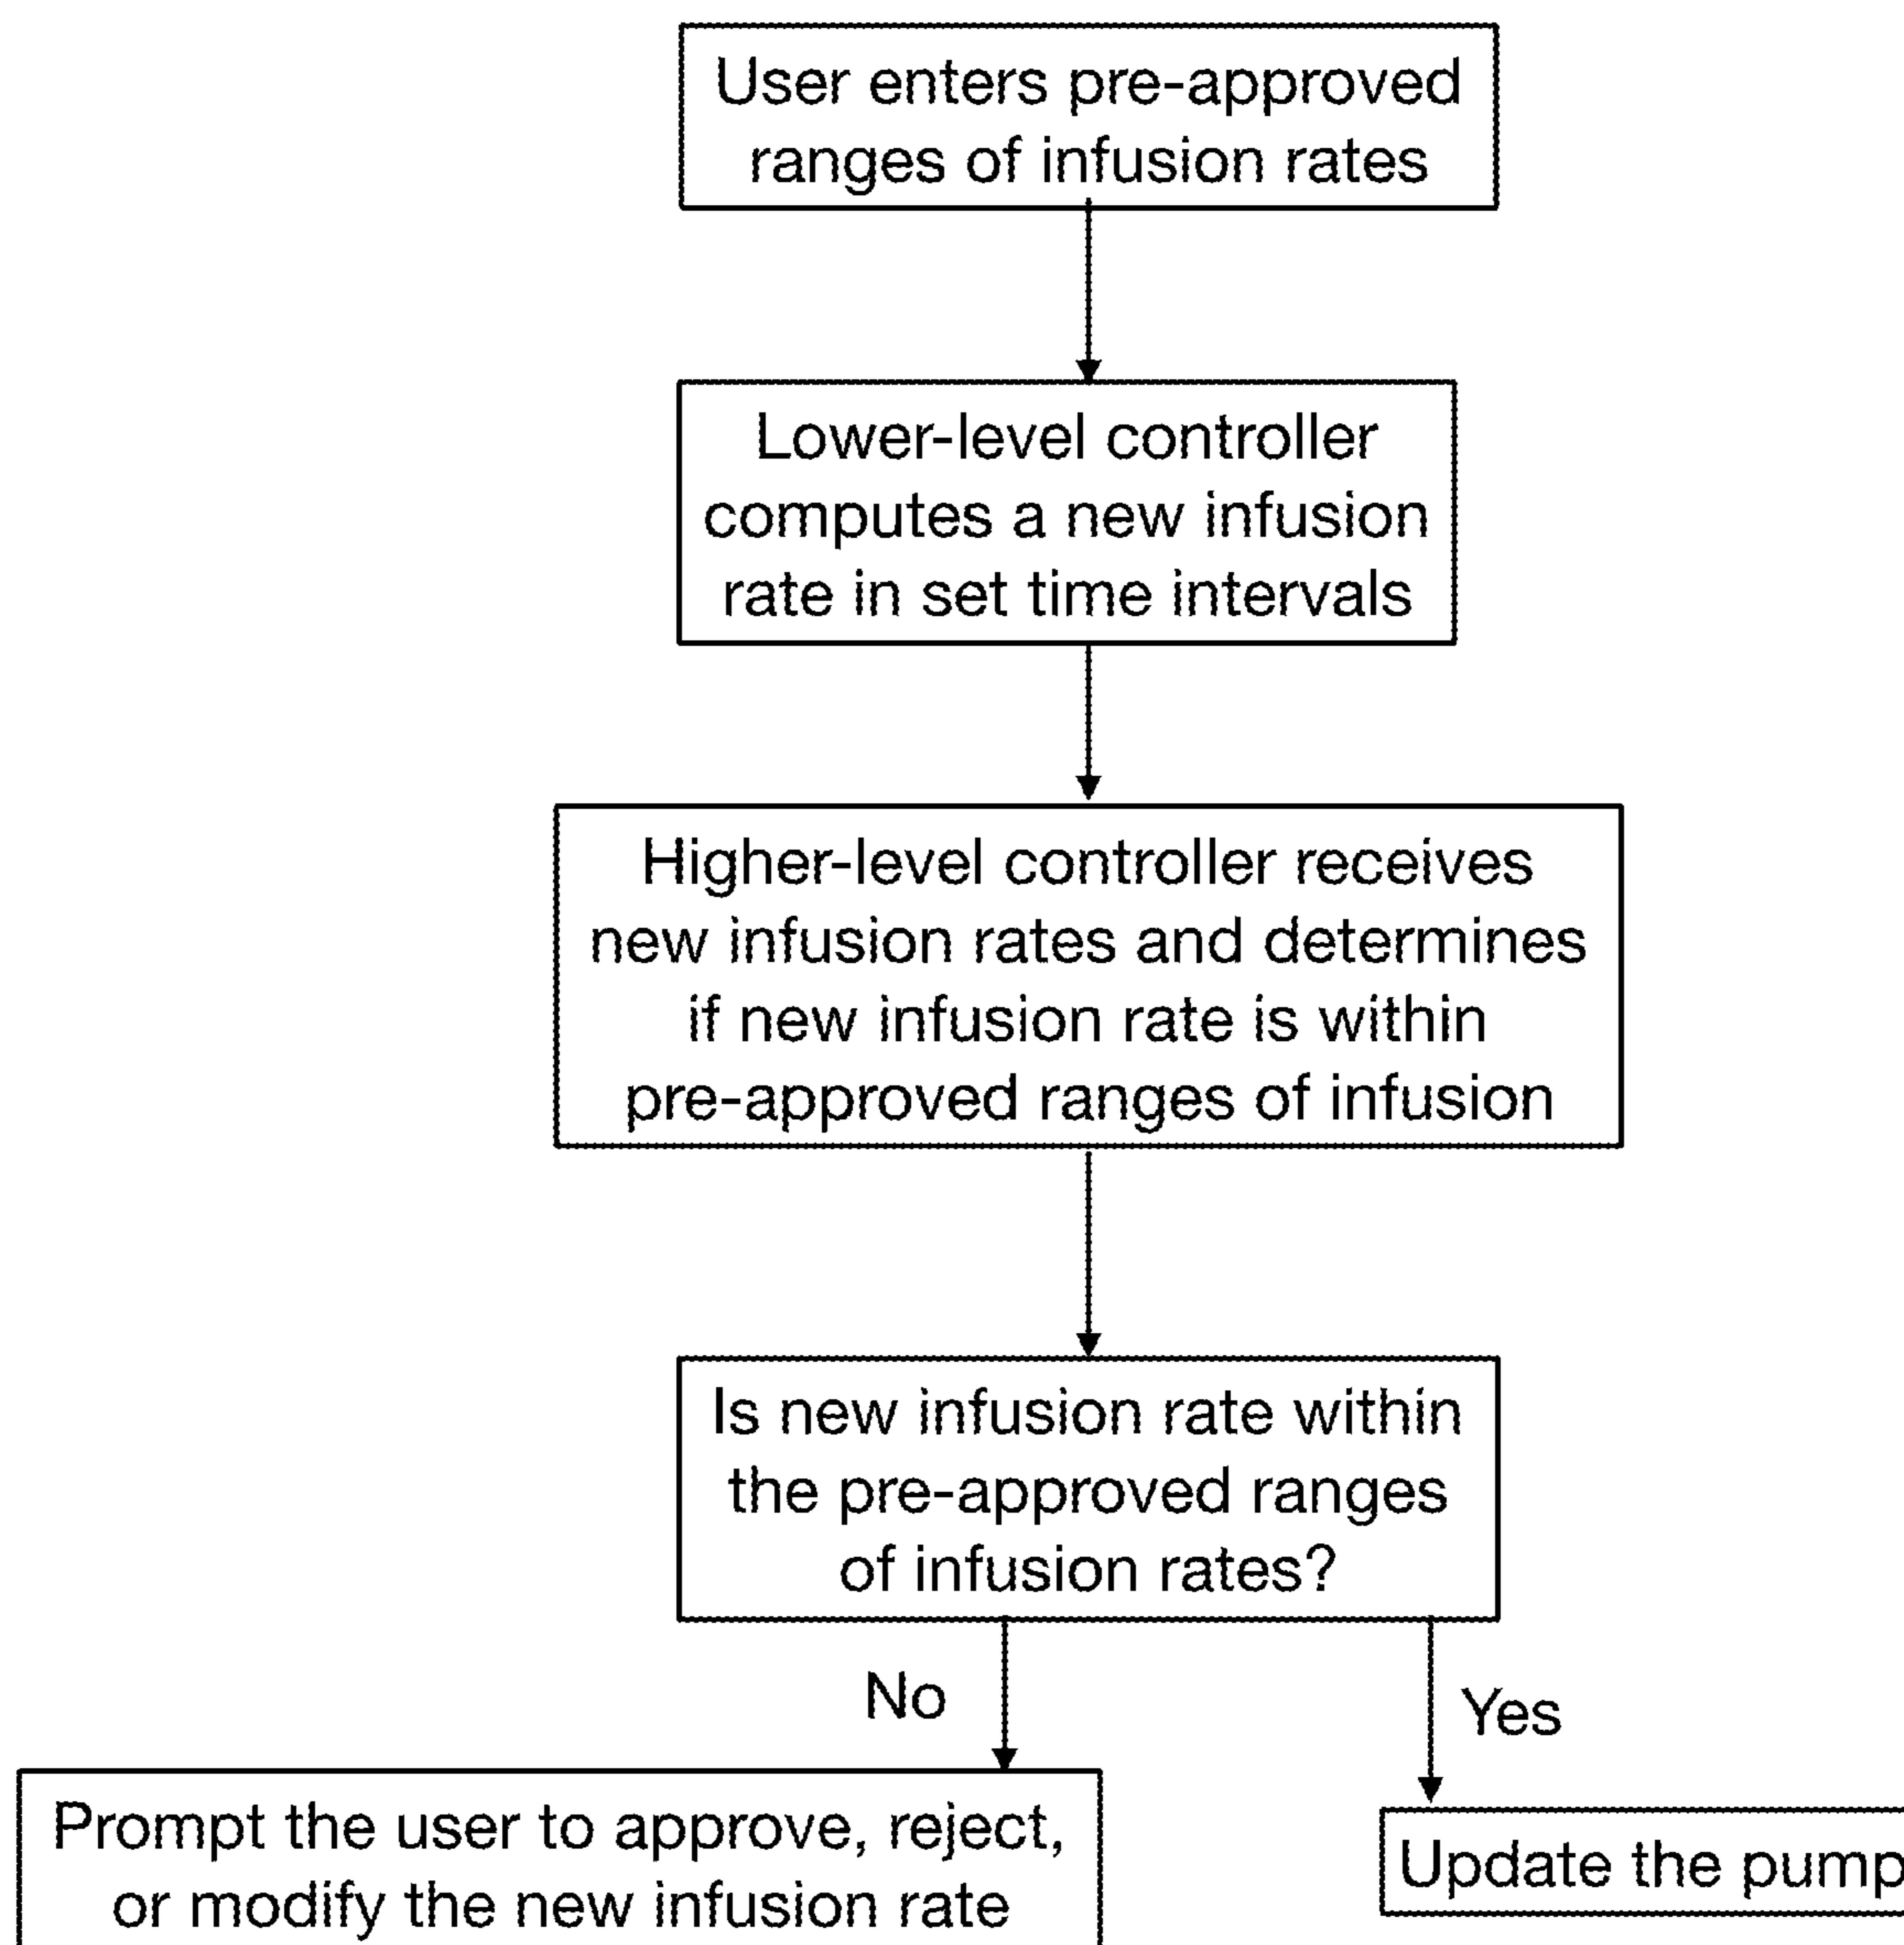 User enters pre-approved
ranges of infusion rates
Lower-level controller
computes a new infusion
rate in set time intervals
Higher-level controller receives
new infusion rates and determines
if new infusion rate is within
pre-approved ranges of infusion
Is new infusion rate within
the pre-approved ranges
of infusion rates?
No
Yes
Prompt the user to approve, reject,
or modify the new infusion rate
Update the pump